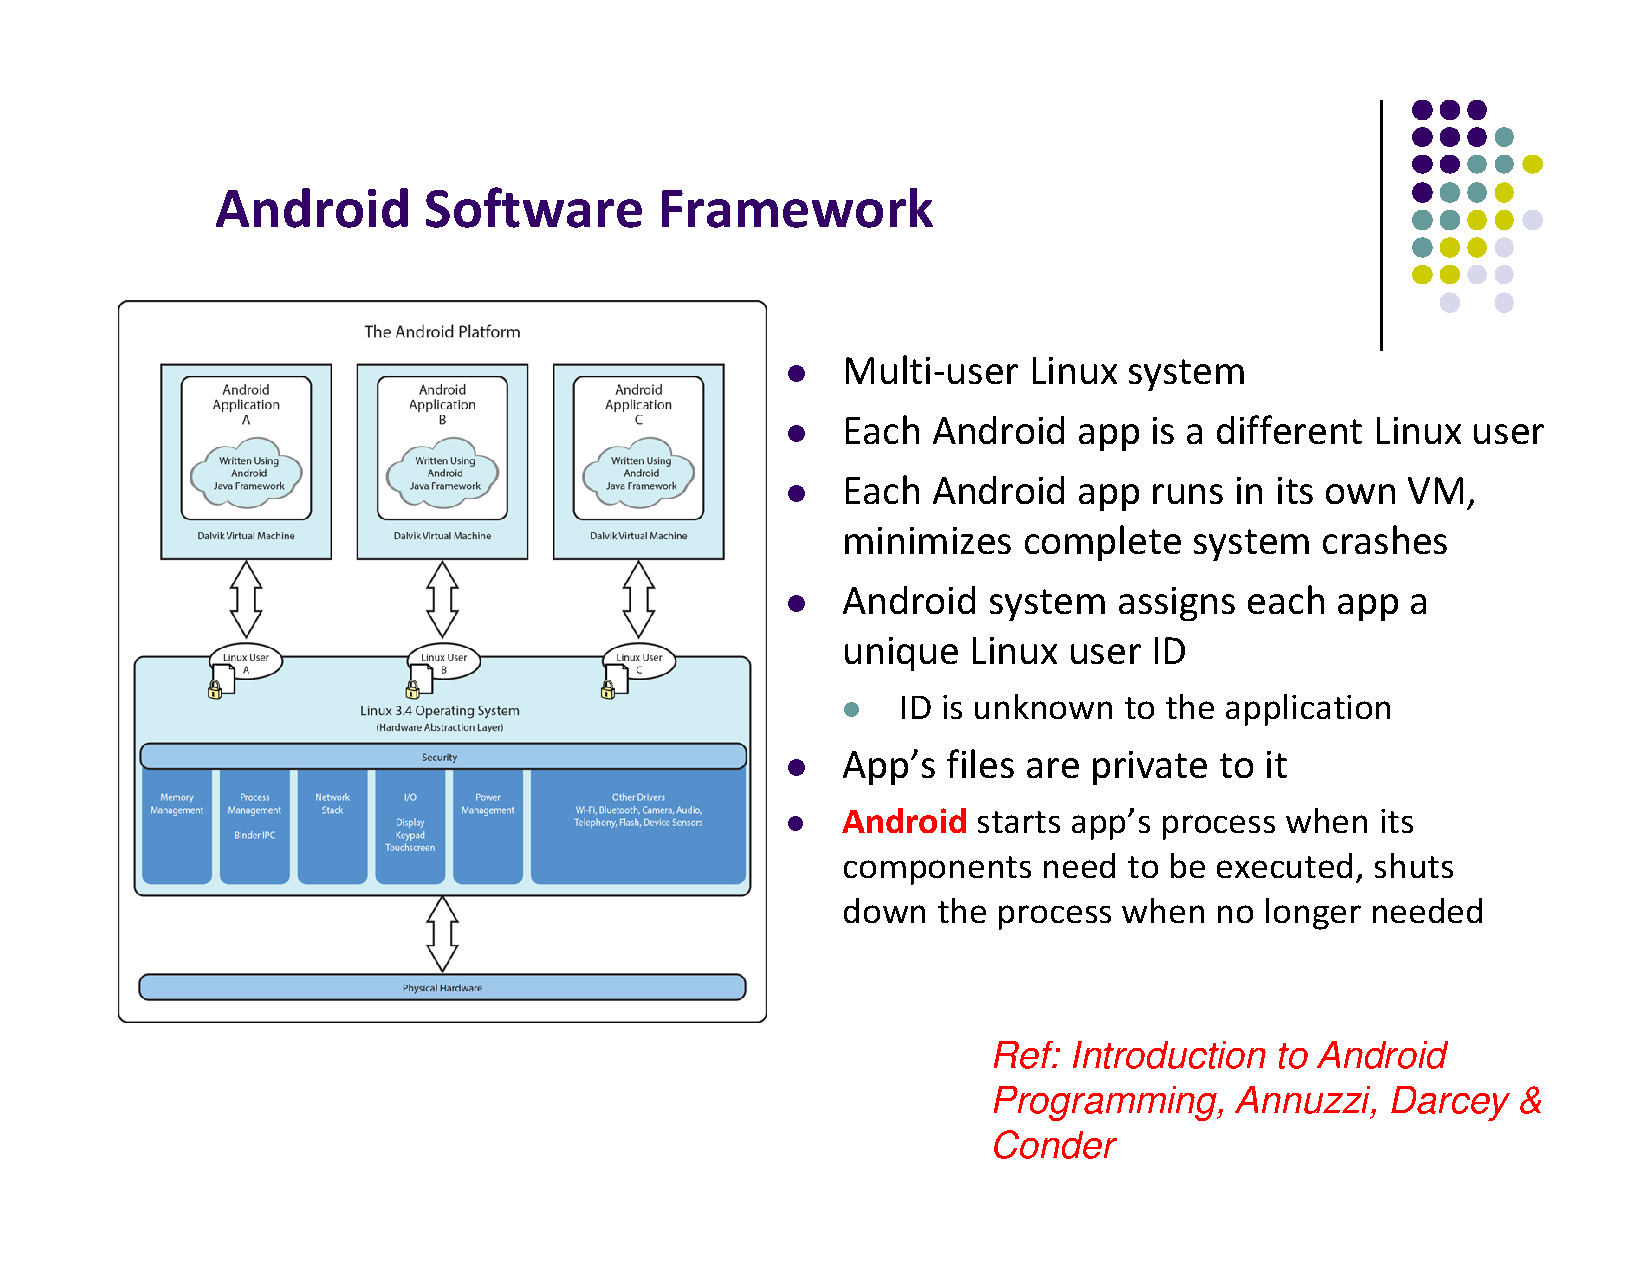 Android Software Framework
The Android Platform
Android
Application
A
Written Using
Android
Java Framework
Dalvik Virtual Machine
Android
Application
B
Written Using
Android
Java Framework
Dalvik Virtual Machine
Android
Application
C
Written Using
Android
Java Framework
Dalvik Virtual Machine
Linux User
A
Linux User
B
Linux User
C
Linux 3.4 Operating System
(Hardware Abstraction Layer)
Security
Memory
Management
Process
Management
Binder IPC
Network
Stack
I/O
Display
Keypad
Touchscreen
Power
Management
Other Drivers
Wi-Fi, Bluetooth, Camera, Audio,
Telephony, Flash, Device Sensors
Physical Hardware
Multi-user Linux system
Each Android app is a different Linux user
Each Android app runs in its own VM,
minimizes complete system crashes
Android system assigns each app a
unique Linux user ID
ID is unknown to the application
App’s files are private to it
Android starts app’s process when its
components need to be executed, shuts
down the process when no longer needed
Ref: Introduction to Android
Programming, Annuzzi, Darcey &
Conder